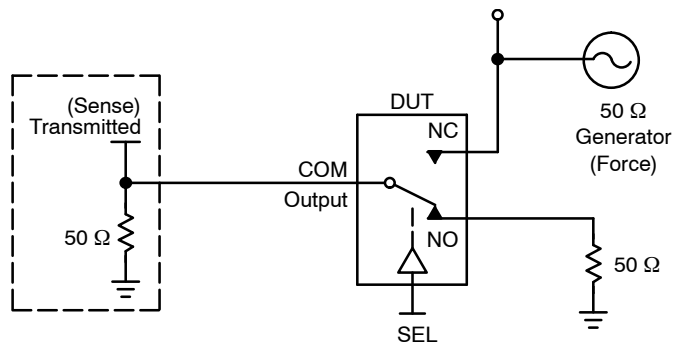 (Sense)
Transmitted
50 Ω
COM
Output
DUT
NC
NO
SEL
50 Ω
Generator
(Force)
50 Ω